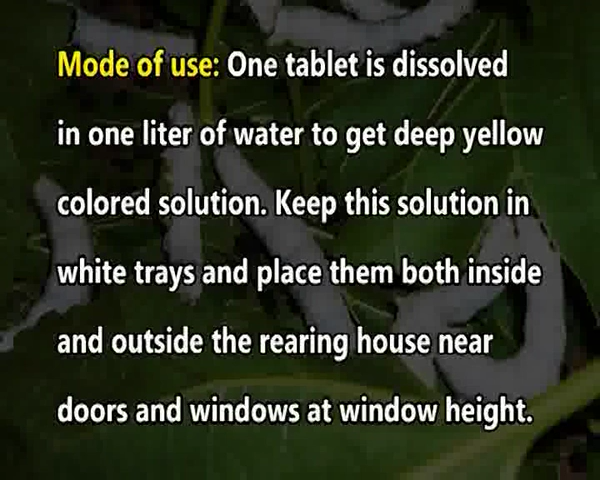 Mode of use: One tablet is dissolved
in one liter of water to get deep yellow
colored solution. Keep this solution in
white trays and place them both inside
and outside the rearing house near
doors and windows at window height.